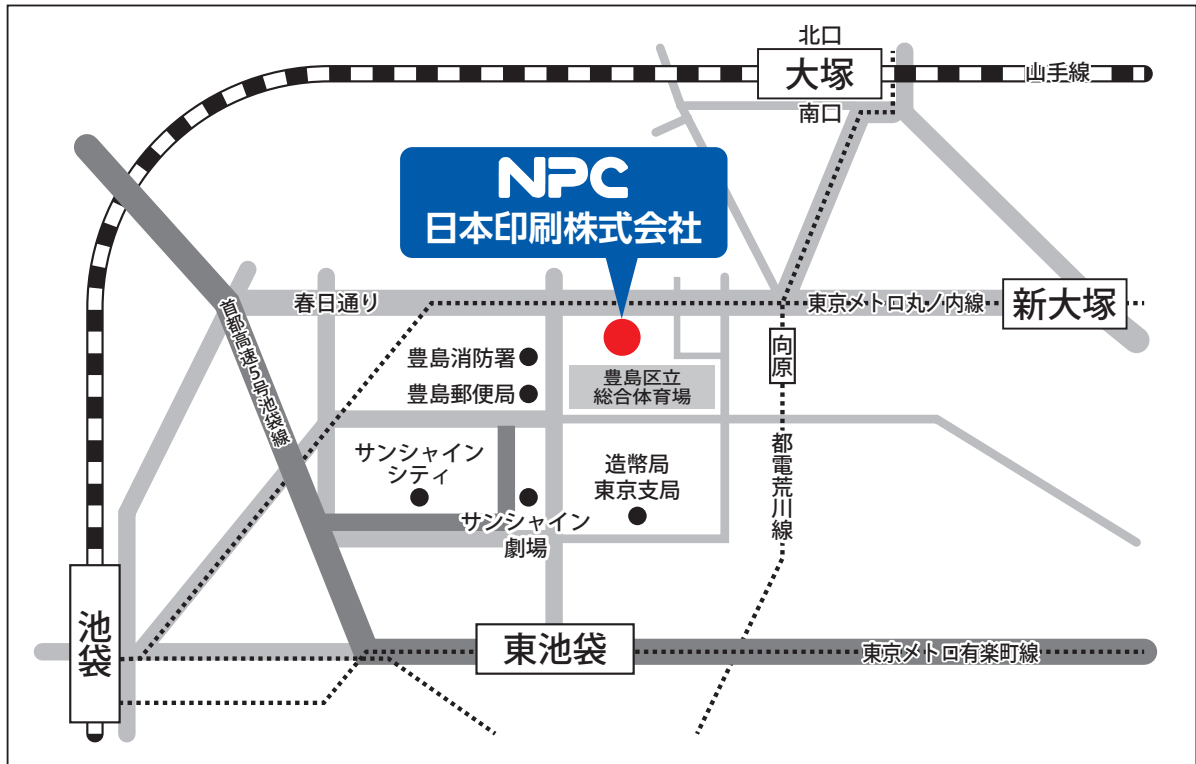 北口
大塚
山手線
南口
NPC
日本印刷株式会社
春日通り
東京メトロ丸ノ内線
新大塚
首都高速5号池袋線
豊島消防署
向原
豊島郵便局
豊島区立
総合体育場
サンシャイン
シティ
造幣局
東京支局
都電荒川線
サンシャイン
劇場
池袋
東池袋
東京メトロ有楽町線